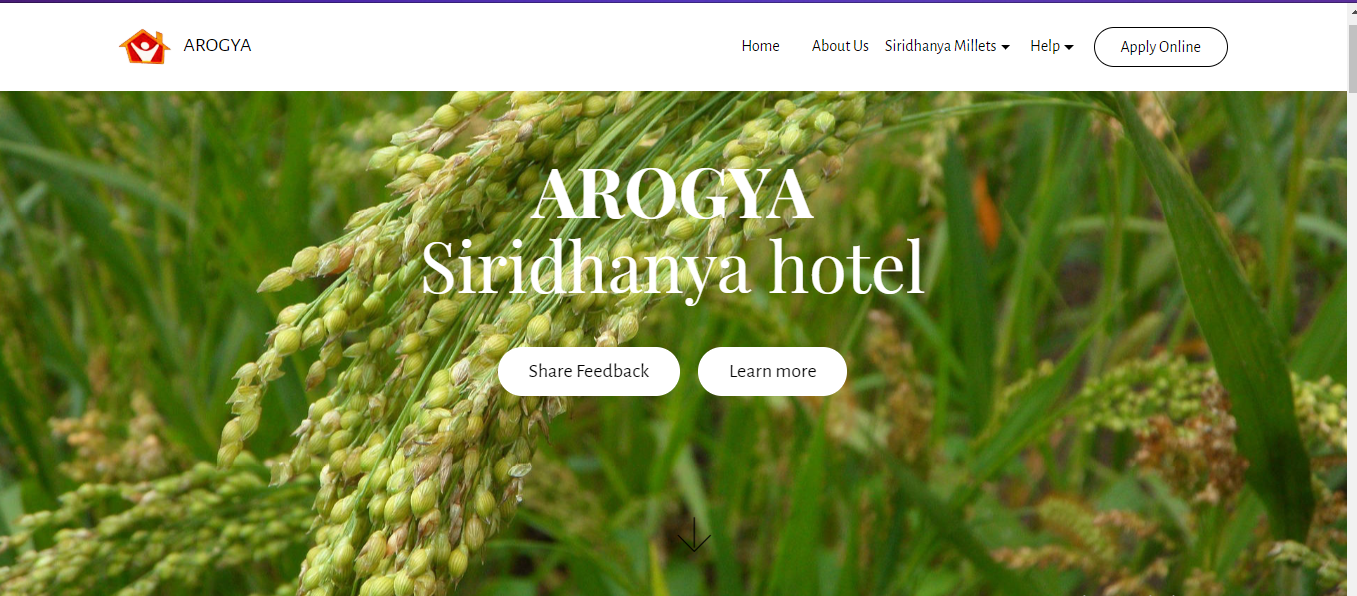 AROGYA
Home About Us Siridhanya Millets Help Apply Online
AROGYA
Siridhanya hotel
Share Feedback Learn more